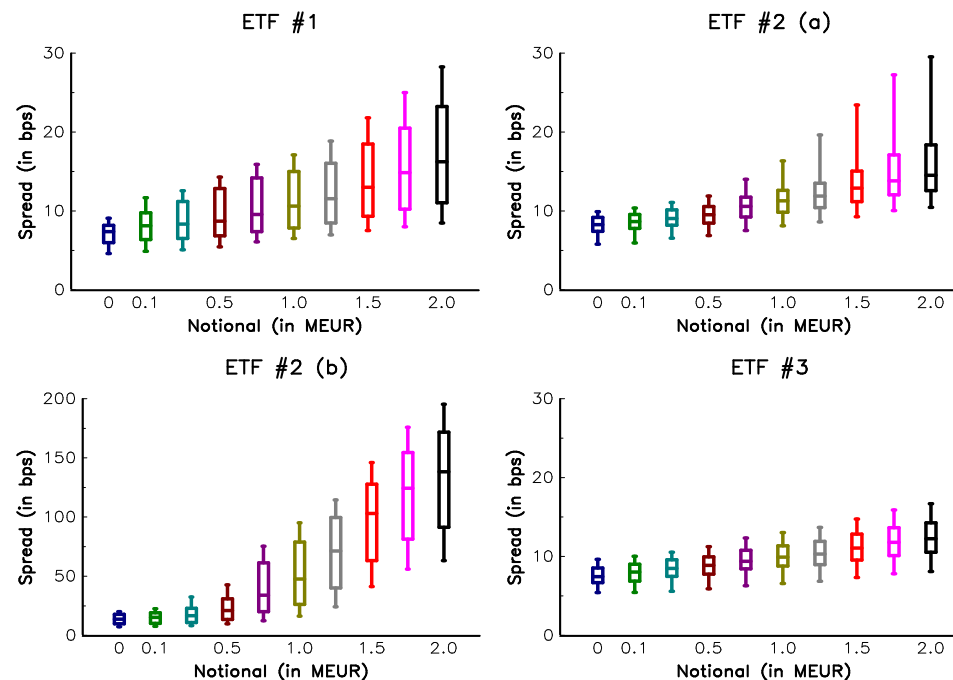 ETF #1
30
20
10
0
Spread (in bps)
0 0.1 0.5 1.0 1.5 2.0
Notional (in MEUR)
ETF #2 (a)
30
20
10
0
Spread (in bps)
0 0.1 0.5 1.0 1.5 2.0
Notional (in MEUR)
ETF #2 (b)
200
150
100
50
0
Spread (in bps)
0 0.1 0.5 1.0 1.5 2.0
Notional (in MEUR)
ETF #3
30
20
10
0
Spread (in bps)
0 0.1 0.5 1.0 1.5 2.0
Notional (in MEUR)